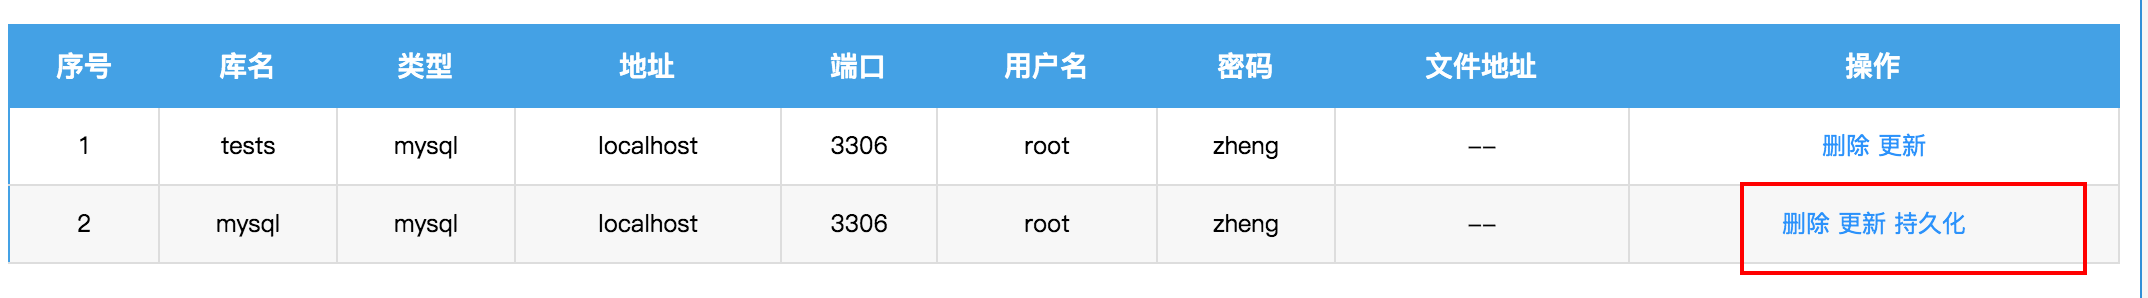 序号 库名 类型 地址 端口 用户名 密码 文件地址 操作
1 tests mysql localhost 3306 root zheng -- 删除 更新
2 mysql mysql localhost 3306 root zheng -- 删除 更新 持久化